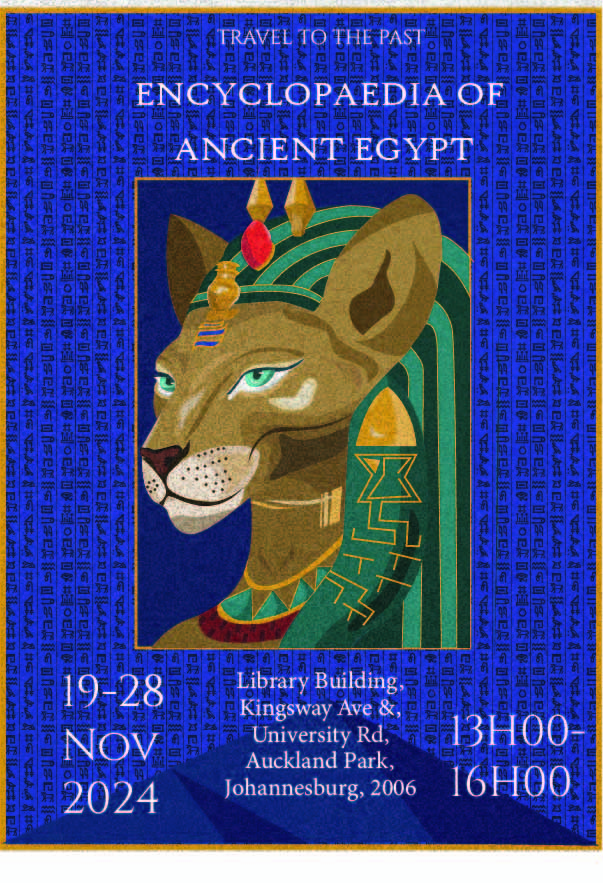 TRAVEL TO THE PAST
ENCYCLOPAEDIA OF
ANCIENT EGYPT
19-28
NOV
2024
Library Building,
Kingsway Ave &,
University Rd,
Auckland Park,
Johannesburg, 2006
13H00-
16H00